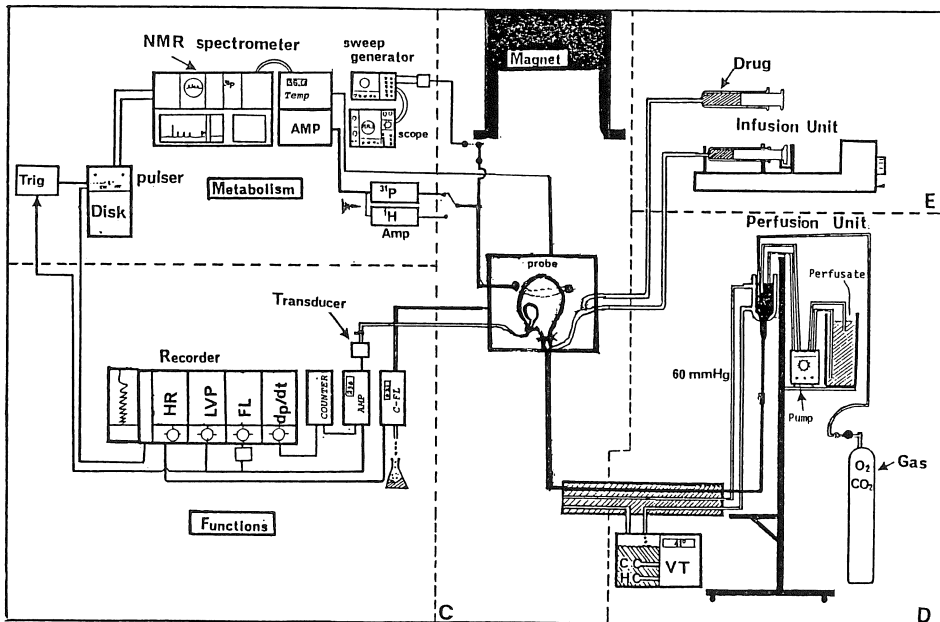 NMR spectrometer
sweep
generator
Magnet
Drug
Temp
AMP
scope
Infusion Unit
Trig
pulser
Disk
Metabolism
31P
1H
Amp
E
Perfusion Unit
probe
Perfusate
Transducer
Recorder
60 mmHg
HR
LVP
FL
dp/dt
COUNTER
AMP
C-FL
Pump
Gas
O2
CO2
Functions
41°
C C
H C
VT
C
D